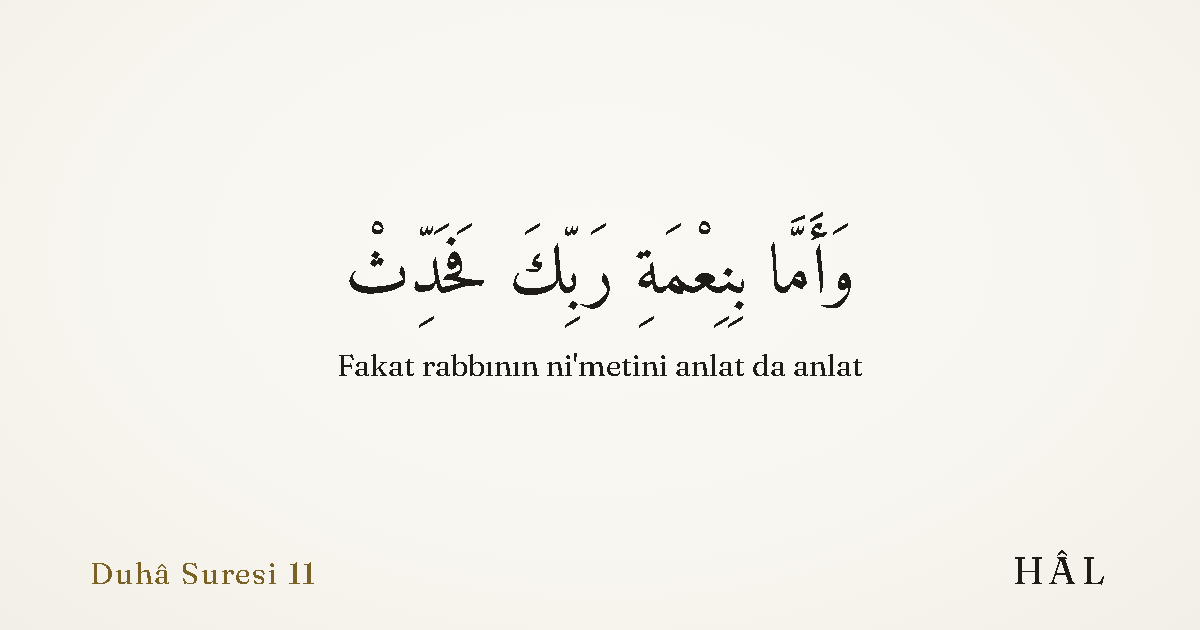 وَأَمَّا بِنِعْمَةِ رَبِّكَ فَحَدِّثْ
Fakat rabbının ni'metini anlat da anlat
Duhâ Suresi 11
HÂL